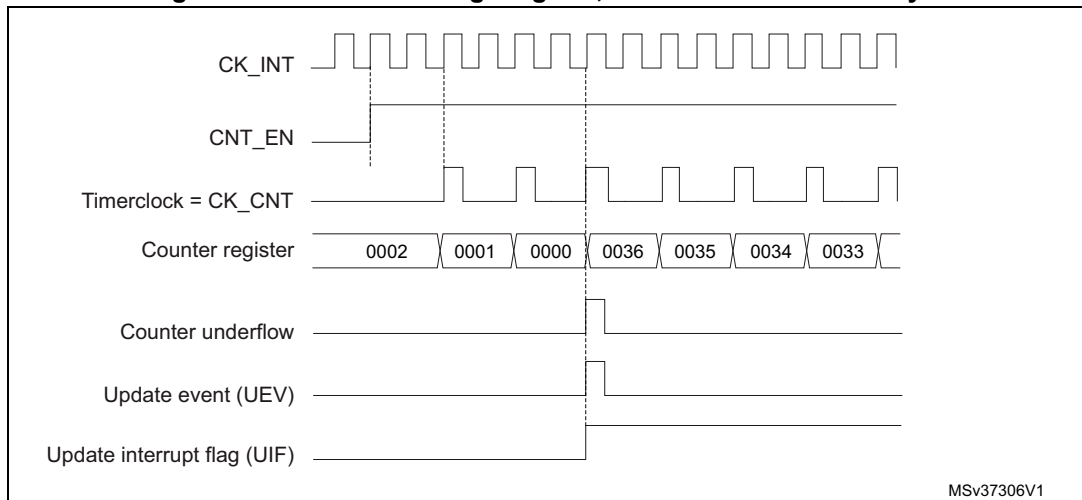 CK_INT
CNT_EN
Timerclock = CK_CNT
Counter register
0002 0001 0000 0036 0035 0034 0033
Counter underflow
Update event (UEV)
Update interrupt flag (UIF)
MSv37306V1